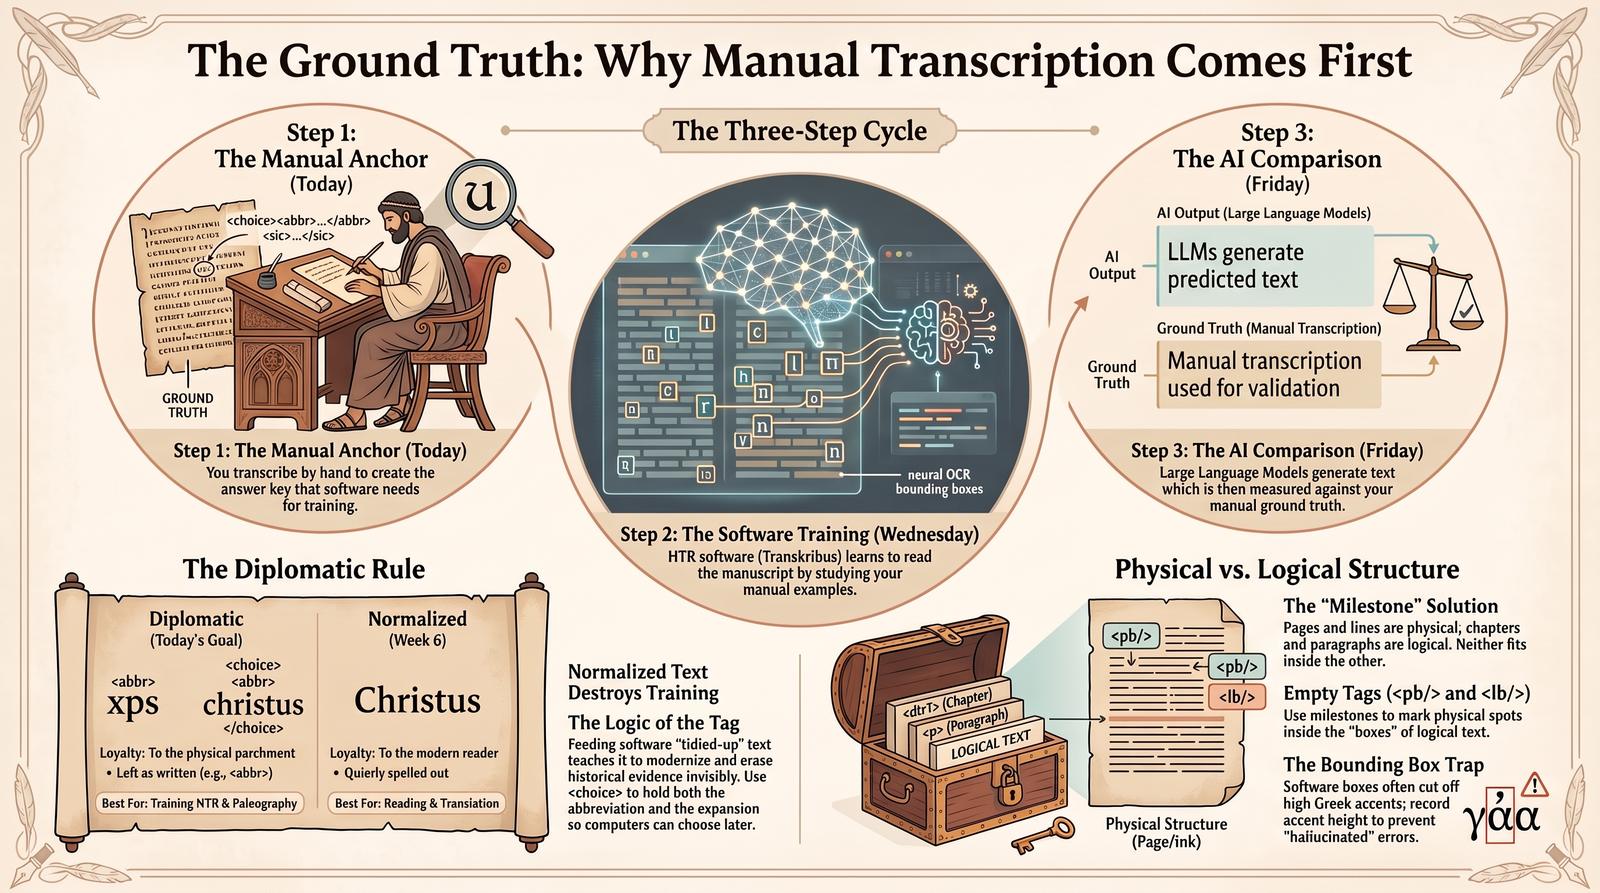 The Ground Truth: Why Manual Transcription Comes First
The Three-Step Cycle
Step 1:
The Manual Anchor
(Today)
<choice><abbr>...</abbr>
<sic>...</sic>
u
GROUND
TRUTH
Step 1: The Manual Anchor (Today)
You transcribe by hand to create the
answer key that software needs
for training.
neural OCR
bounding boxes
Step 2: The Software Training (Wednesday)
HTR software (Transkribus) learns to read
the manuscript by studying your
manual examples.
Step 3:
The AI Comparison
(Friday)
AI Output (Large Language Models)
AI
Output
LLMs generate
predicted text
Ground Truth (Manual Transcription)
Ground
Truth
Manual transcription
used for validation
Step 3: The AI Comparison (Friday)
Large Language Models generate text
which is then measured against your
manual ground truth.
The Diplomatic Rule
Diplomatic
(Today's Goal)
<abbr>
xps
<choice>
<abbr>
christus
</choice>
Loyalty: To the physical parchment
• Left as written (e.g., <abbr>)
Best For: Training NTR & Paleography
Normalized
(Week 6)
Christus
Loyalty: To the modern reader
• Quierly spelled out
Best For: Reading & Transiation
Normalized Text
Destroys Training
The Logic of the Tag
Feeding software "tidied-up" text
teaches it to modernize and erase
historical evidence invisibly. Use
<choice> to hold both the
abbreviation and the expansion
so computers can choose later.
Physical vs. Logical Structure
<dtrT> (Chapter)
<p> (Poragraph)
LOGICAL TEXT
<pb/>
<pb/>
<lb/>
Physical Structure
(Page/ink)
The “Milestone” Solution
Pages and lines are physical; chapters
and paragraphs are logical. Neither fits
inside the other.
Empty Tags (<pb/> and <lb/>)
Use milestones to mark physical spots
inside the “boxes” of logical text.
The Bounding Box Trap
Software boxes often cut off
high Greek accents; record
accent height to prevent
"haiiucinated" errors.
γἀα